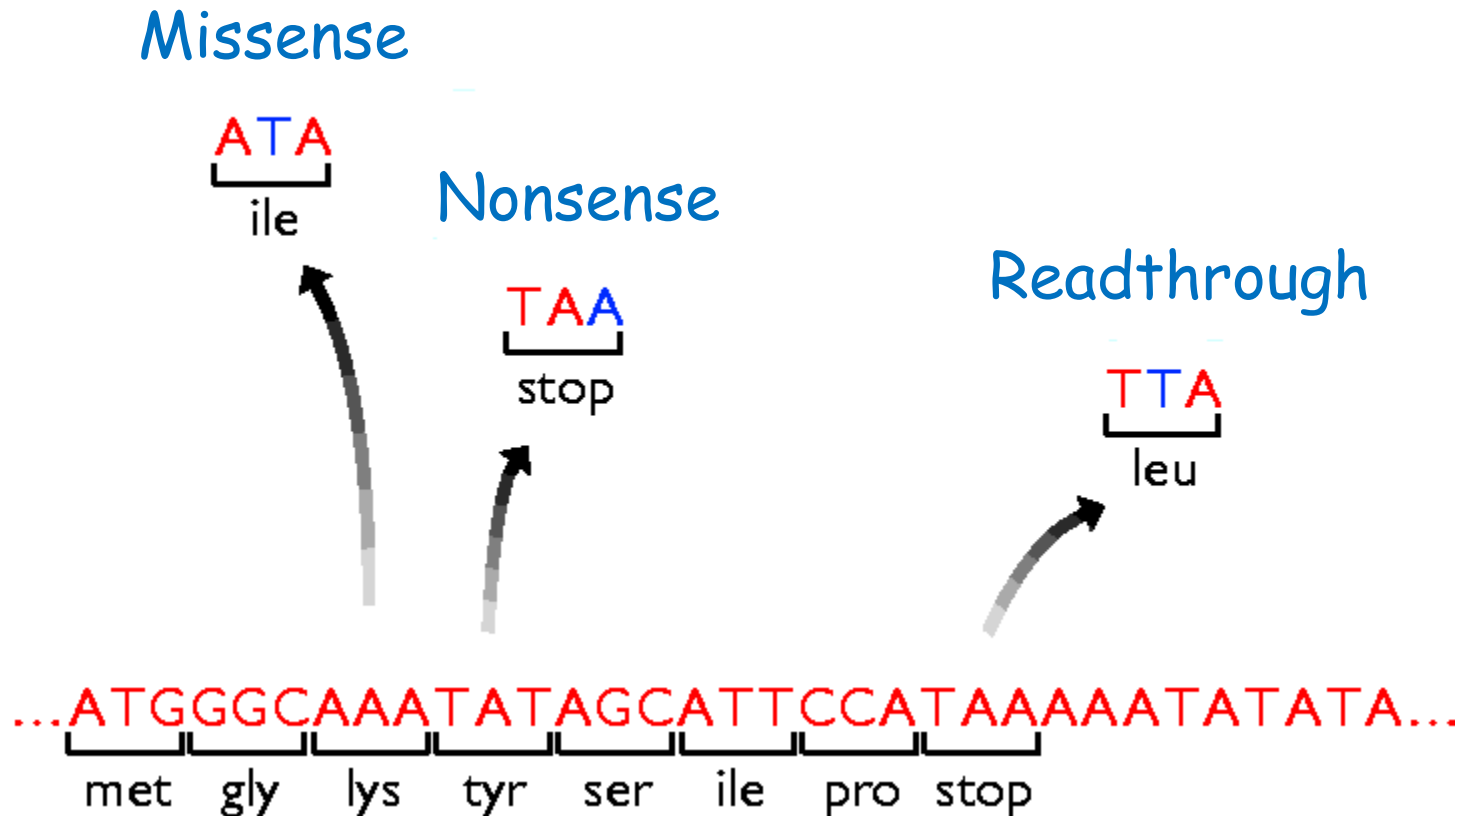 Missense
ATA
ile
Nonsense
TAA
stop
Readthrough
TTA
leu
...ATGGGCAAATATAGCATTCCATAAAAATATATA...
met gly lys tyr ser ile pro stop